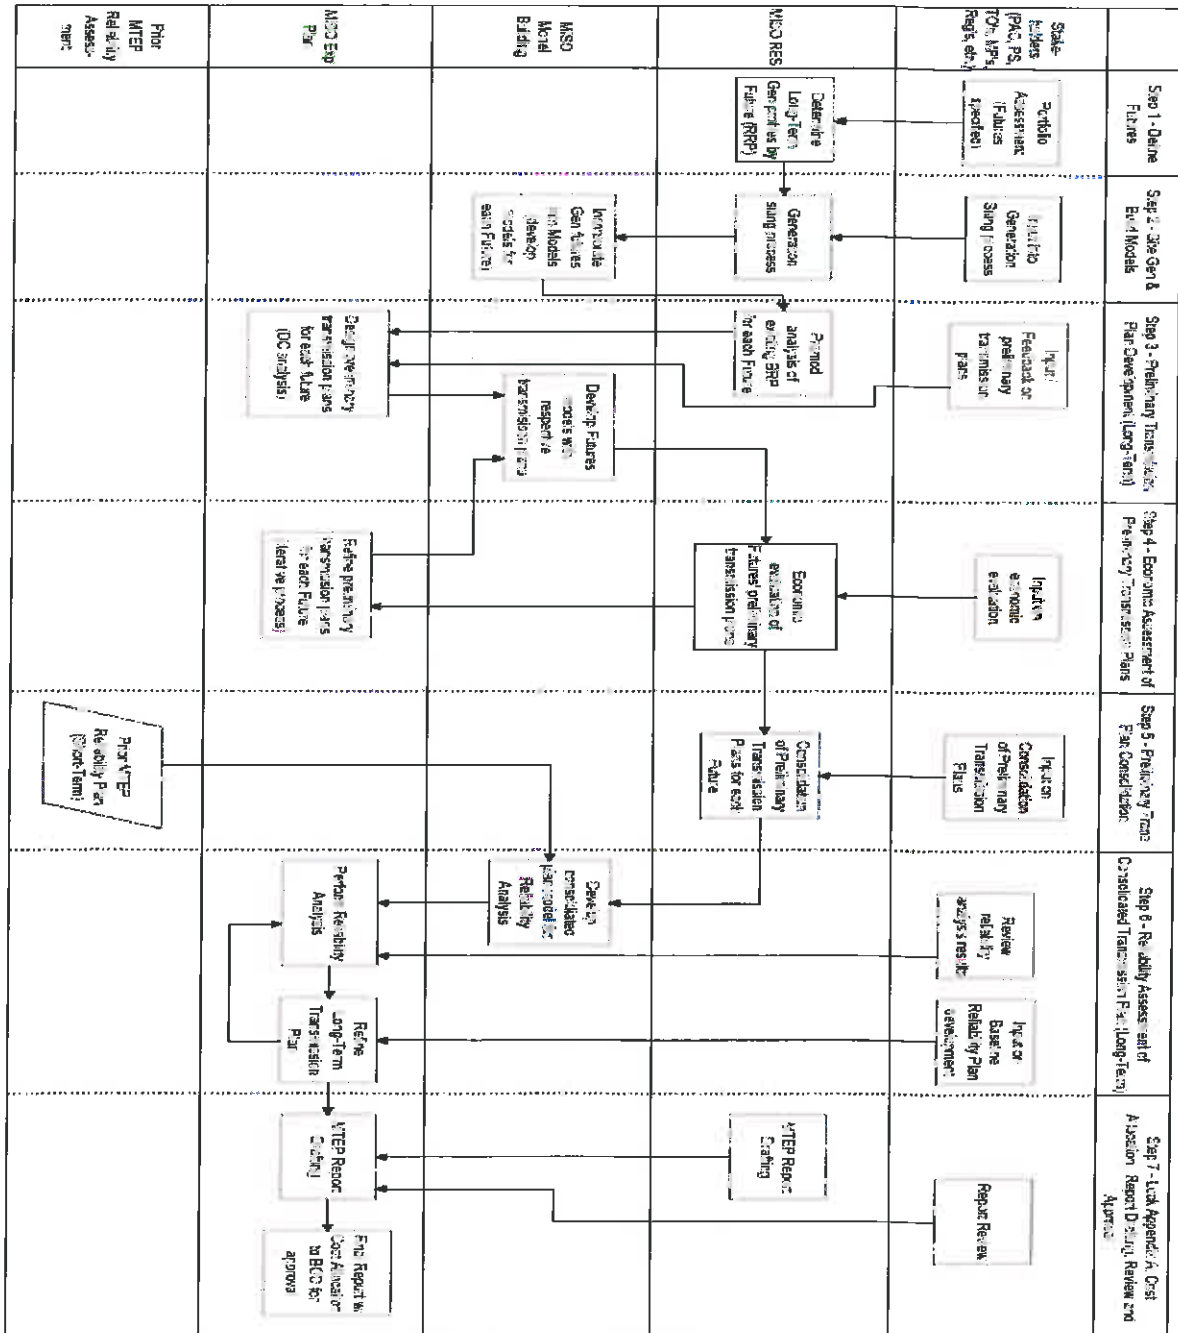 Step 1 - Define
Futures
Step 2 - Site Gen &
Build Models
Step 3 - Preliminary Transmission
Plan Development (Long-Term)
Step 4 - Economic Assessment of
Preliminary Transmission Plans
Step 5 - Preliminary Trans
Plan Consolidation
Step 6 - Reliability Assessment of
Consolidated Transmission Plan (Long-Term)
Step 7 - Lock Appendix A, Cost
Allocation Report Drafting, Review and
Approval
Stake-
holders
(PAC, PS,
TOs, MPs,
Reg's, etc.)
Portfolio
Assessment
(Futures
specified)
Input into
Generation
Siting process
Input /
Feedback on
preliminary
transmission
plans
Input on
economic
evaluation
Input on
Consolidation
of Preliminary
Transmission
Plans
Review
reliability
analysis results
Input on
Baseline
Reliability Plan
development
Report Review
MISO RES
Determine
Long-Term
Gen profiles by
Future (RRP)
Generation
siting process
Promod
analysis of
existing BRP
for each Future
Economic
evaluation of
Futures' preliminary
transmission plans
Consolidation
of Preliminary
Transmission
Plans for each
Future
MTEP Report
Drafting
MISO
Model
Building
Incorporate
Gen futures
into Models
(develop
models for
each Future)
Develop Futures
models with
respective
transmission plans
Develop
consolidated
plan model for
Reliability
Analysis
MISO Exp
Plan
Design preliminary
transmission plans
for each future
(DC analysis)
Refine preliminary
transmission plans
for each Future
(iterative process)
Perform Reliability
Analysis
Refine
Long-Term
Transmission
Plan
MTEP Report
Drafting
Final Report w/
Cost Allocation
to BOD for
approval
Prior
MTEP
Reliability
Assess-
ment
Prior MTEP
Reliability Plan
(Short-Term)